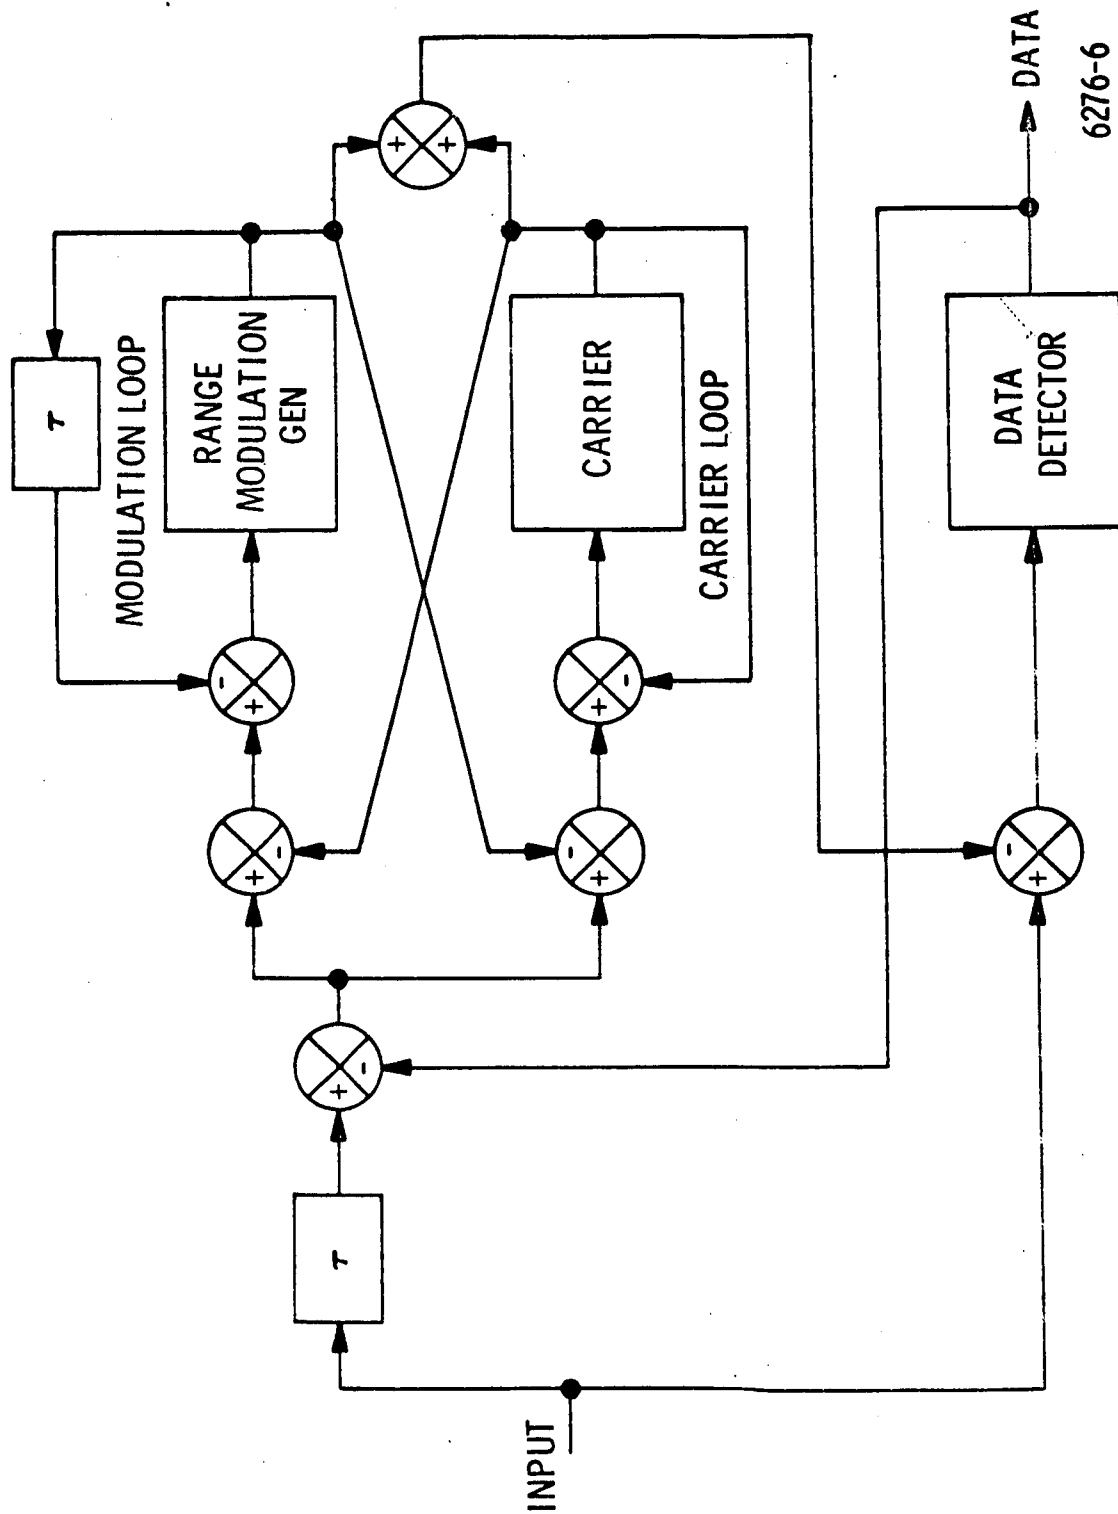 τ
MODULATION LOOP
RANGE
MODULATION
GEN
+
-
+
-
+
+
INPUT
τ
+
-
+
-
CARRIER
+
-
CARRIER LOOP
+
-
DATA
DETECTOR
DATA
6276-6